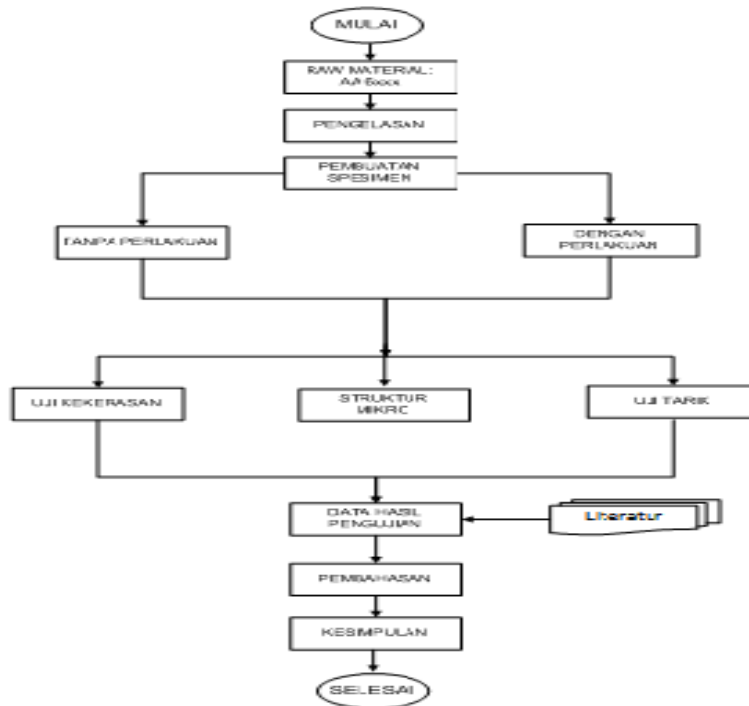 MULAI
RAW MATERIAL:
PENGELASAN
PEMBUATAN
SPESIMEN
TANPA PERLAKUAN
DENGAN
PERLAKUAN
UJI KEKERASAN
STRUKTUR
MIKRO
UJI TARIK
DATA HASIL
PENGUJIAN
Literatur
PEMBAHASAN
KESIMPULAN
SELESAI